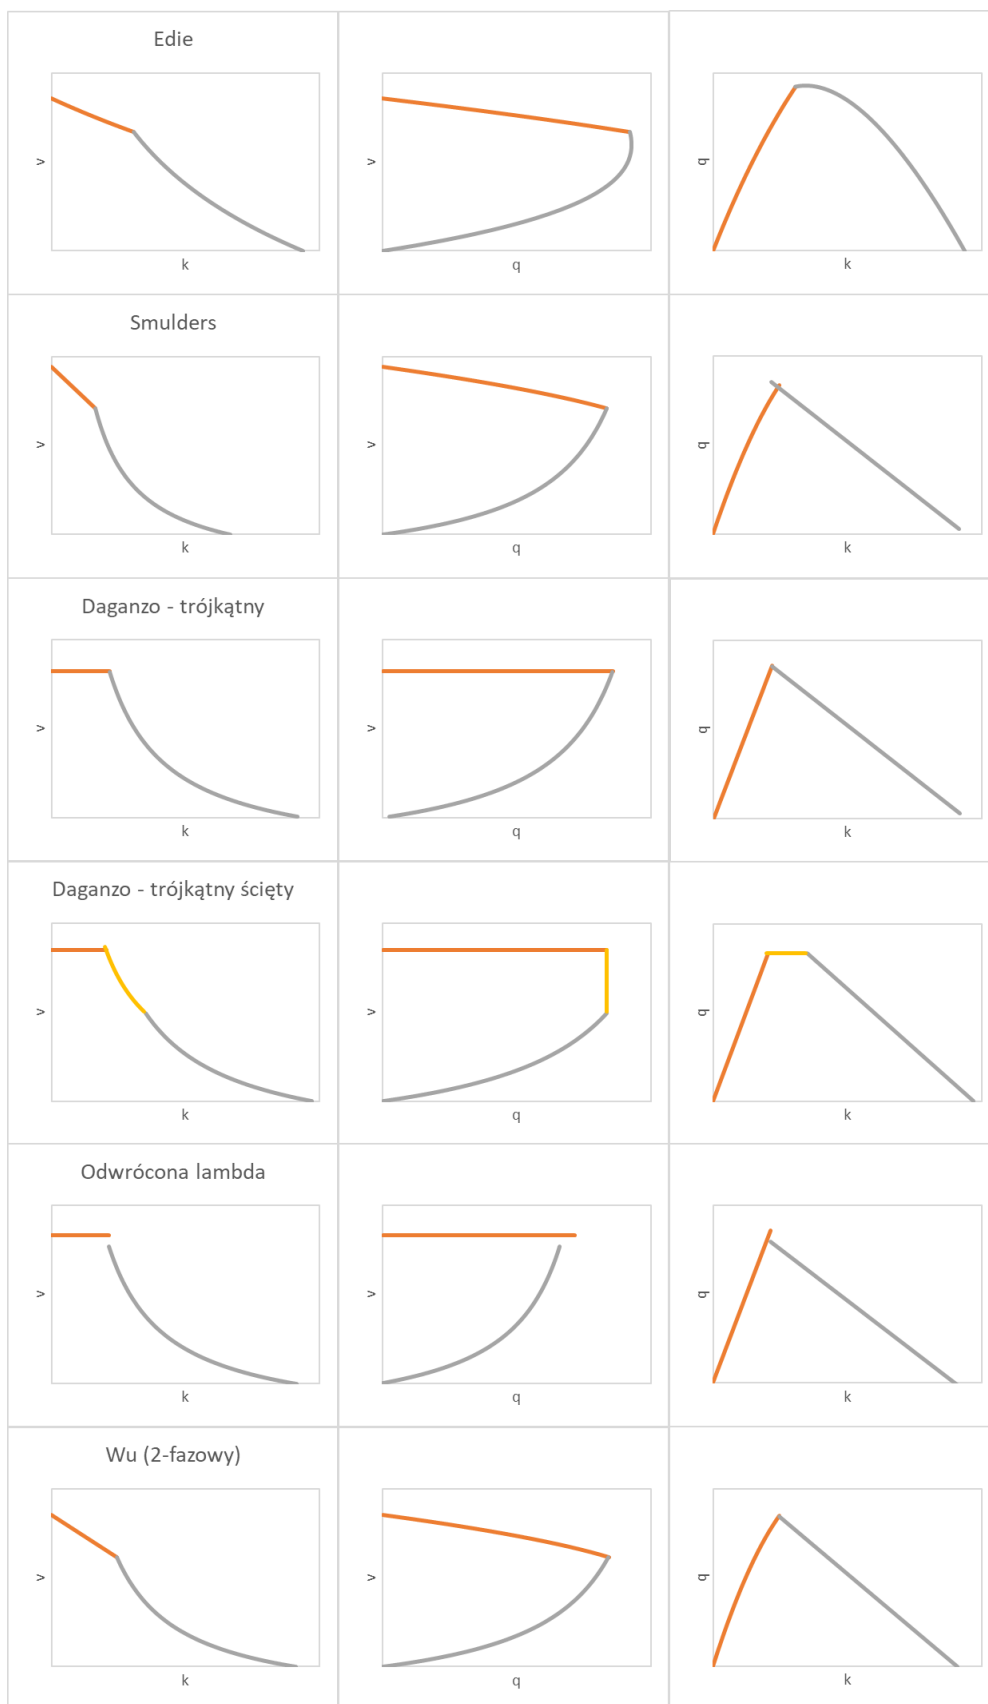 Edie
v
k
v
q
q
k
Smulders
v
k
v
q
q
k
Daganzo - trójkątny
v
k
v
q
q
k
Daganzo - trójkątny ścięty
v
k
v
q
q
k
Odwrócona lambda
v
k
v
q
q
k
Wu (2-fazowy)
v
k
v
q
q
k